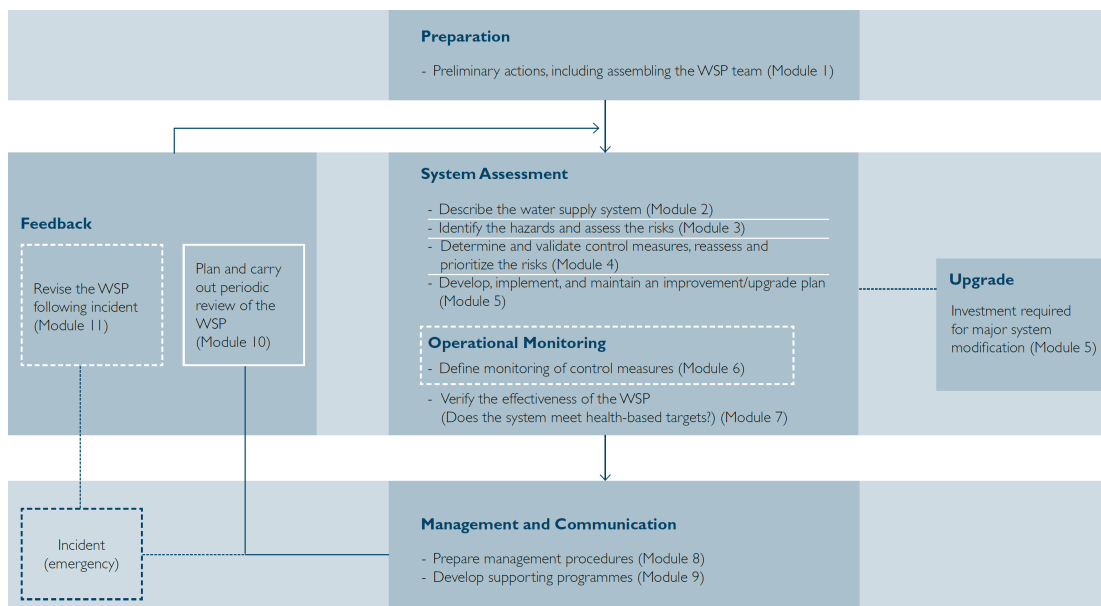 Preparation
- Preliminary actions, including assembling the WSP team (Module 1)
Feedback
Revise the WSP
following incident
(Module 11)
Plan and carry
out periodic
review of the
WSP
(Module 10)
System Assessment
- Describe the water supply system (Module 2)
- Identify the hazards and assess the risks (Module 3)
- Determine and validate control measures, reassess and
prioritize the risks (Module 4)
- Develop, implement, and maintain an improvement/upgrade plan
(Module 5)
Operational Monitoring
- Define monitoring of control measures (Module 6)
- Verify the effectiveness of the WSP
(Does the system meet health-based targets?) (Module 7)
Upgrade
Investment required
for major system
modification (Module 5)
Incident
(emergency)
Management and Communication
- Prepare management procedures (Module 8)
- Develop supporting programmes (Module 9)